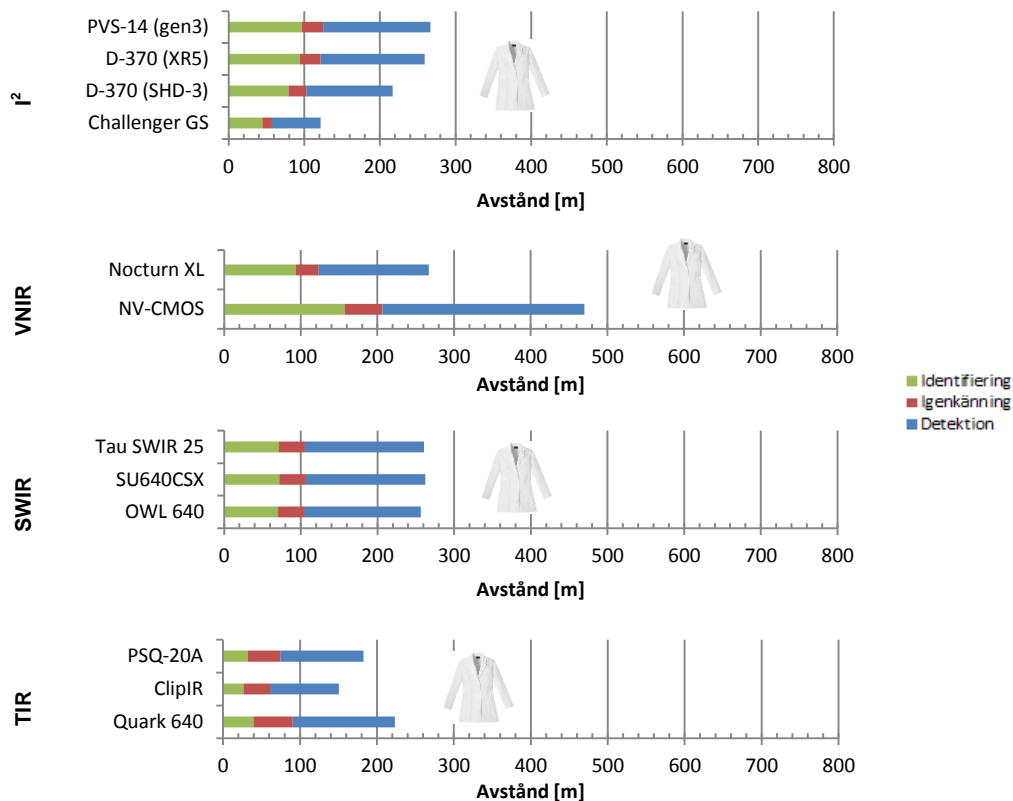 I²
PVS-14 (gen3)
D-370 (XR5)
D-370 (SHD-3)
Challenger GS
0 100 200 300 400 500 600 700 800
Avstånd [m]
VNIR
Nocturn XL
NV-CMOS
0 100 200 300 400 500 600 700 800
Avstånd [m]
Identifiering
Igenkänning
Detektion
SWIR
Tau SWIR 25
SU640CSX
OWL 640
0 100 200 300 400 500 600 700 800
Avstånd [m]
TIR
PSQ-20A
ClipIR
Quark 640
0 100 200 300 400 500 600 700 800
Avstånd [m]